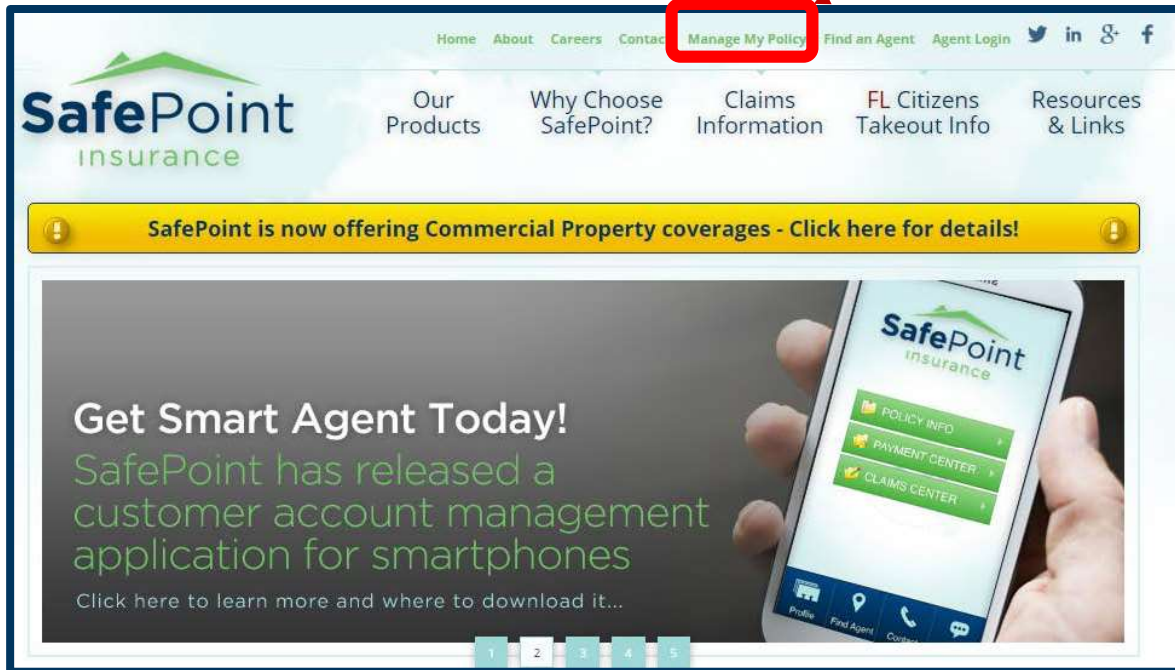 Home About Careers Contact Manage My Policy Find an Agent Agent Login
SafePoint
insurance
Our
Products
Why Choose
SafePoint?
Claims
Information
FL Citizens
Takeout Info
Resources
& Links
SafePoint is now offering Commercial Property coverages - Click here for details!
Get Smart Agent Today!
SafePoint has released a
customer account management
application for smartphones
Click here to learn more and where to download it...
SafePoint
insurance
POLICY INFO
PAYMENT CENTER
CLAIMS CENTER
Profile
Find Agent
Contact
1 2 3 4 5